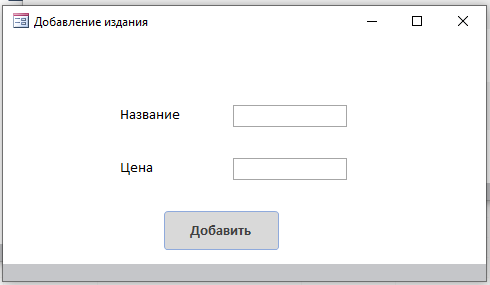 Добавление издания
Название
Цена
Добавить